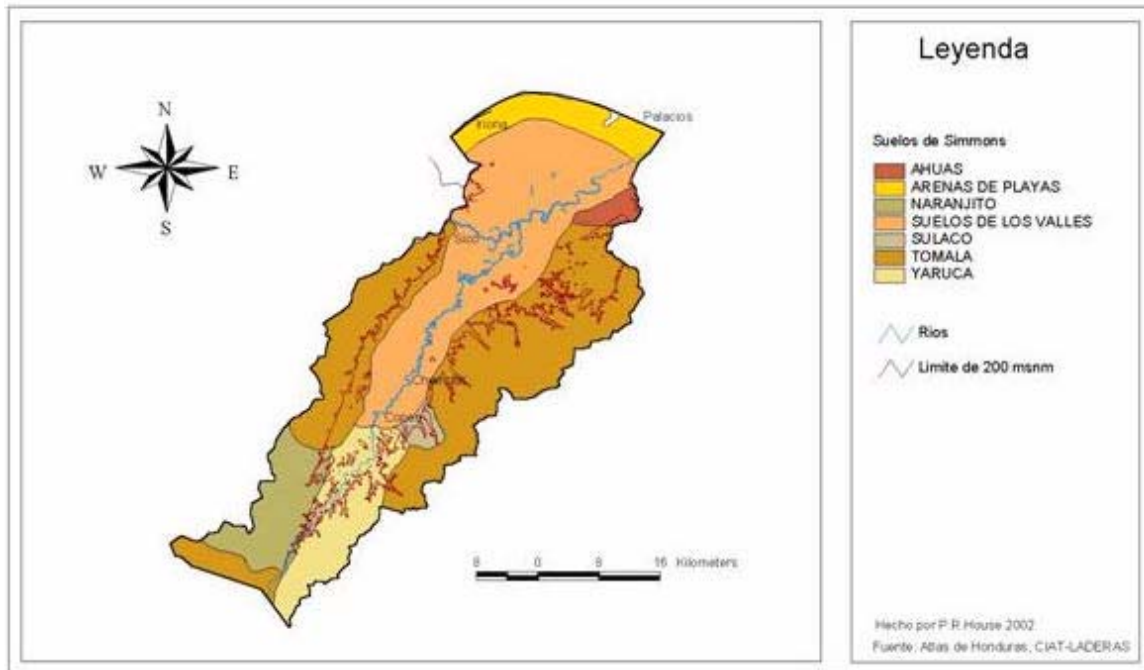 N
W E
S
Iriona
Palacios
Sico
Leyenda
Suelos de Simmons
AHUAS
ARENAS DE PLAYAS
NARANJITO
SUELOS DE LOS VALLES
SULACO
TOMALA
YARUCA
Rios
Limite de 200 msnm
8 0 8 16 Kilometers
Hecho por P.R.House 2002
Fuente: Atlas de Honduras, CIAT-LADERAS